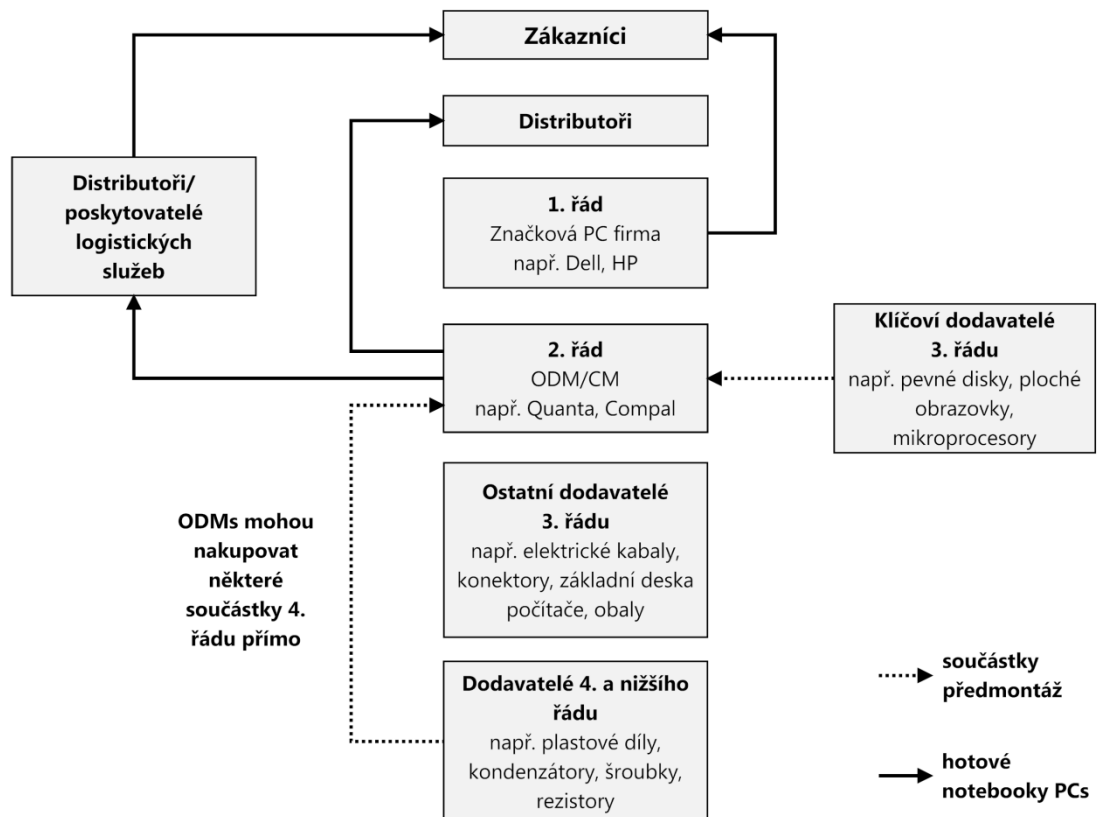 Zákazníci
Distributoři
Distributoři/
poskytovatelé
logistických
služeb
1. řád
Značková PC firma
např. Dell, HP
2. řád
ODM/CM
např. Quanta, Compal
Klíčoví dodavatelé
3. řádu
např. pevné disky, ploché
obrazovky,
mikroprocesory
Ostatní dodavatelé
3. řádu
např. elektrické kabaly,
konektory, základní deska
počítače, obaly
ODMs mohou
nakupovat
některé
součástky 4.
řádu přímo
Dodavatelé 4. a nižšího
řádu
např. plastové díly,
kondenzátory, šroubky,
rezistory
součástky
předmontáž
hotové
notebooky PCs